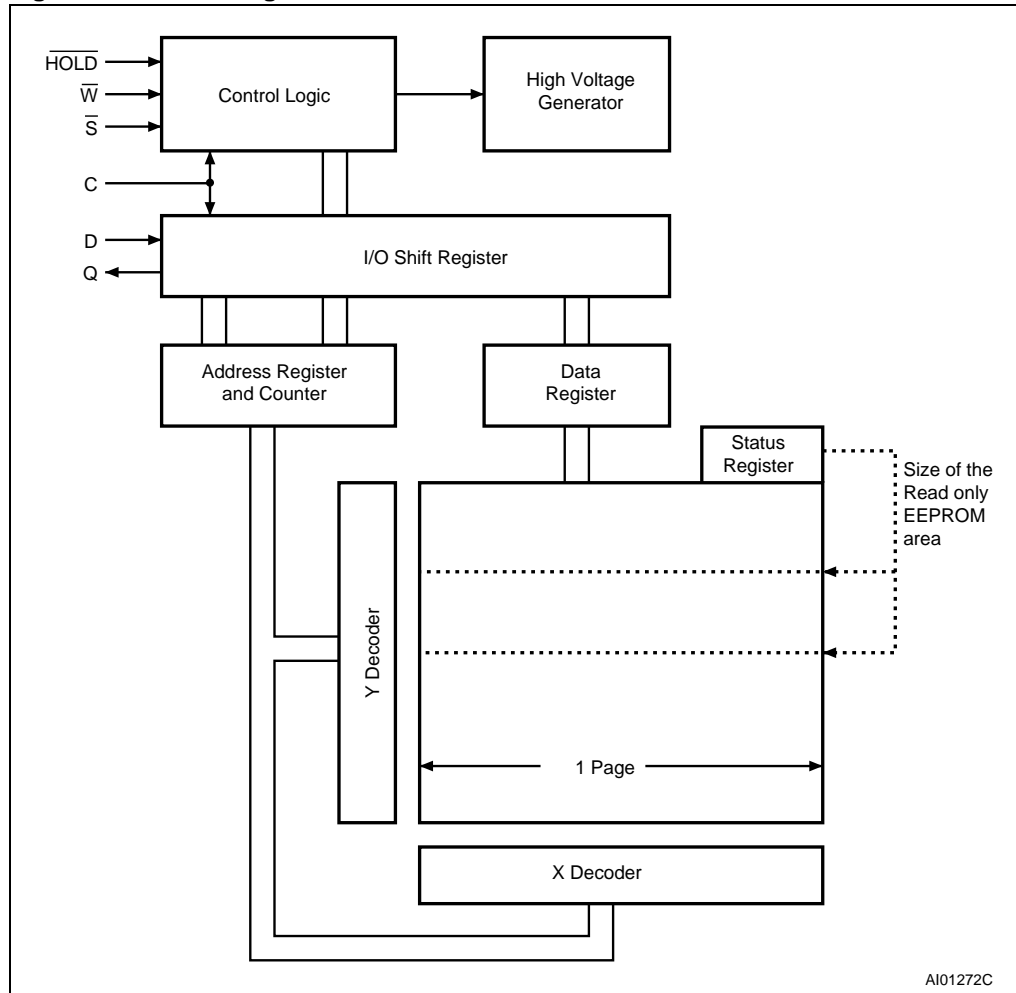 HOLD
W
S
C
D
Q
Control Logic
High Voltage
Generator
I/O Shift Register
Address Register
and Counter
Data
Register
Status
Register
Size of the
Read only
EEPROM
area
Y Decoder
1 Page
X Decoder
AI01272C